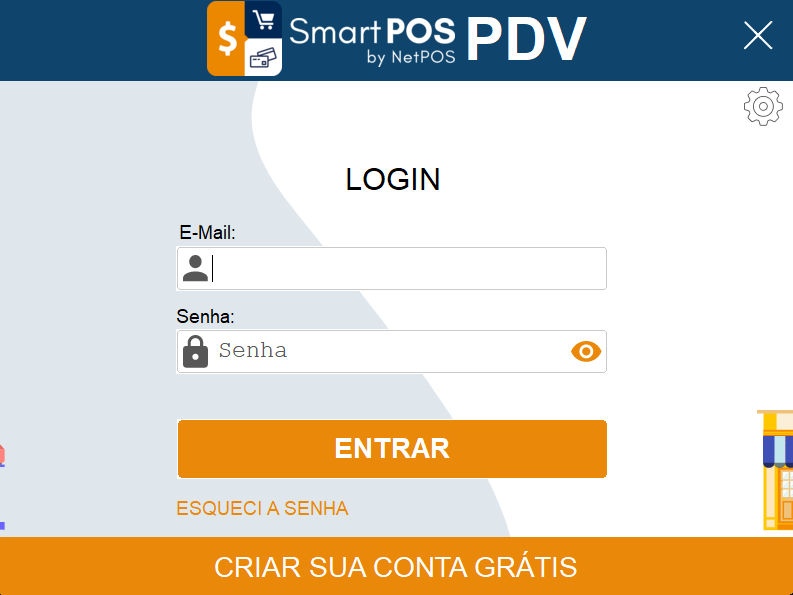 $ SmartPOS PDV
by NetPOS
LOGIN
E-Mail:
Senha:
Senha
ENTRAR
ESQUECI A SENHA
CRIAR SUA CONTA GRÁTIS